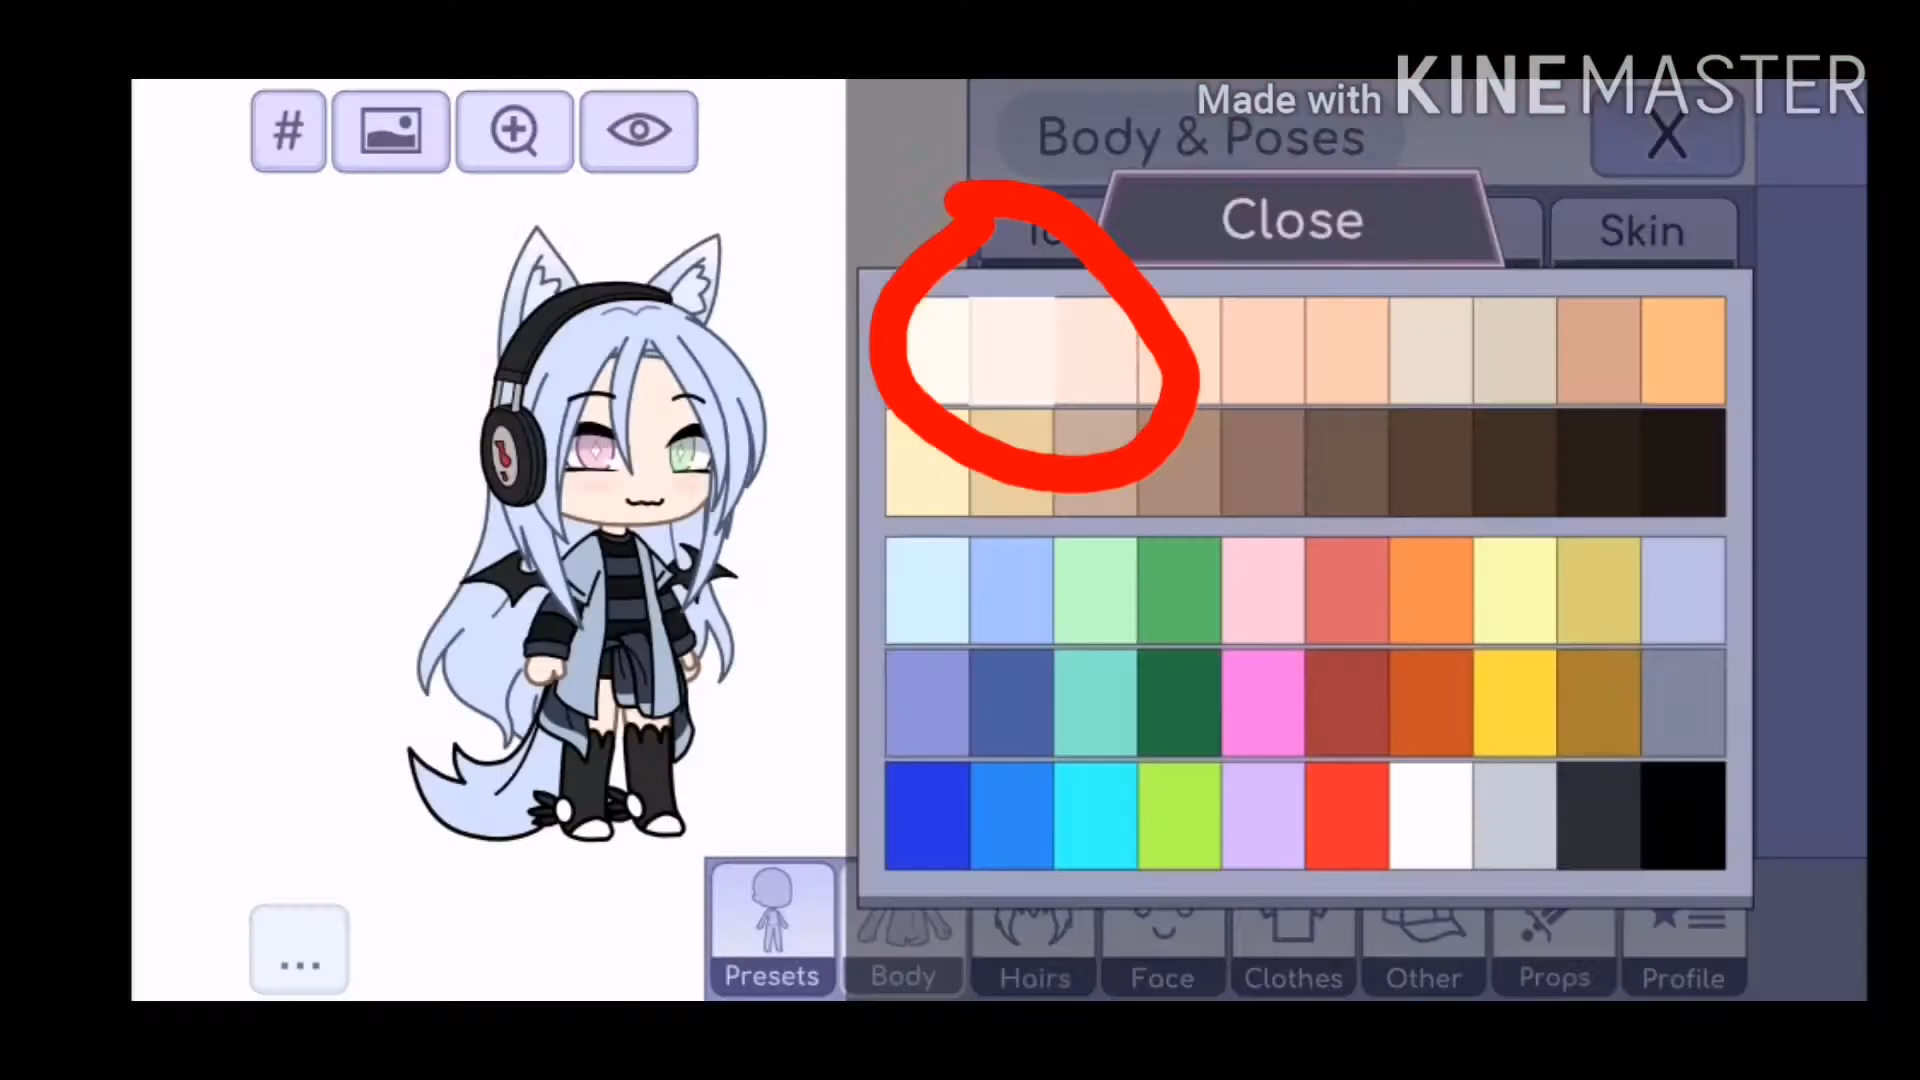 Made with KINEMASTER
#
Body & Poses
X
Close
Skin
...
Presets
Body
Hairs
Face
Clothes
Other
Props
Profile